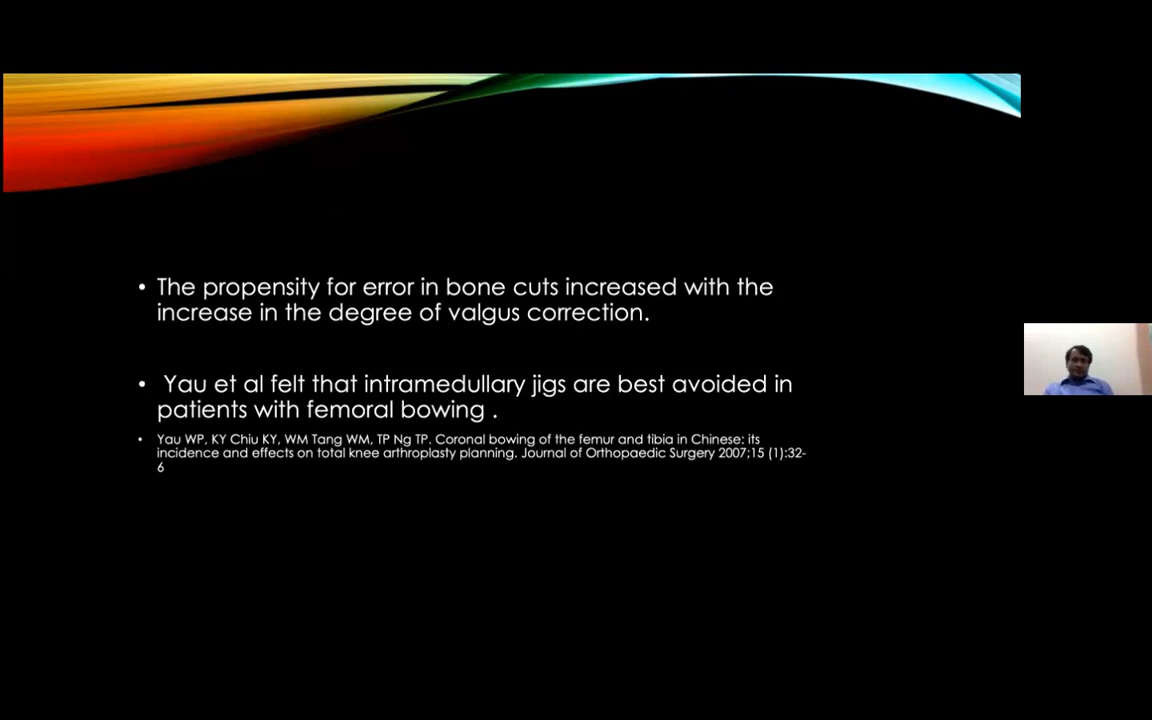 • The propensity for error in bone cuts increased with the
increase in the degree of valgus correction.
• Yau et al felt that intramedullary jigs are best avoided in
patients with femoral bowing .
• Yau WP, KY Chiu KY, WM Tang WM, TP Ng TP. Coronal bowing of the femur and tibia in Chinese: its
incidence and effects on total knee arthroplasty planning. Journal of Orthopaedic Surgery 2007;15 (1):32-
6